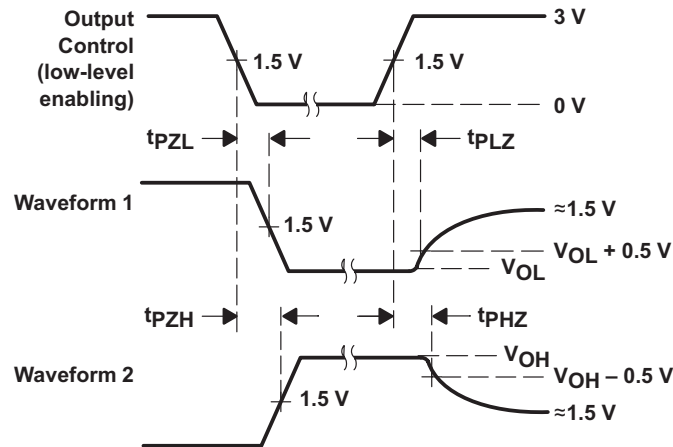 Output
Control
(low-level
enabling)
3 V
1.5 V
1.5 V
0 V
tPZL
tPLZ
Waveform 1
1.5 V
≈1.5 V
VOL + 0.5 V
VOL
tPZH
tPHZ
Waveform 2
1.5 V
VOH
VOH – 0.5 V
≈1.5 V